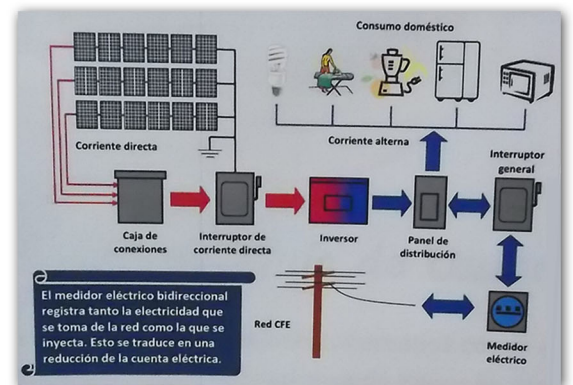 Consumo doméstico
Corriente directa
Corriente alterna
Interruptor
general
Caja de
conexiones
Interruptor de
corriente directa
Inversor
Panel de
distribución
El medidor eléctrico bidireccional
registra tanto la electricidad que
se toma de la red como la que se
inyecta. Esto se traduce en una
reducción de la cuenta eléctrica.
Red CFE
Medidor
eléctrico